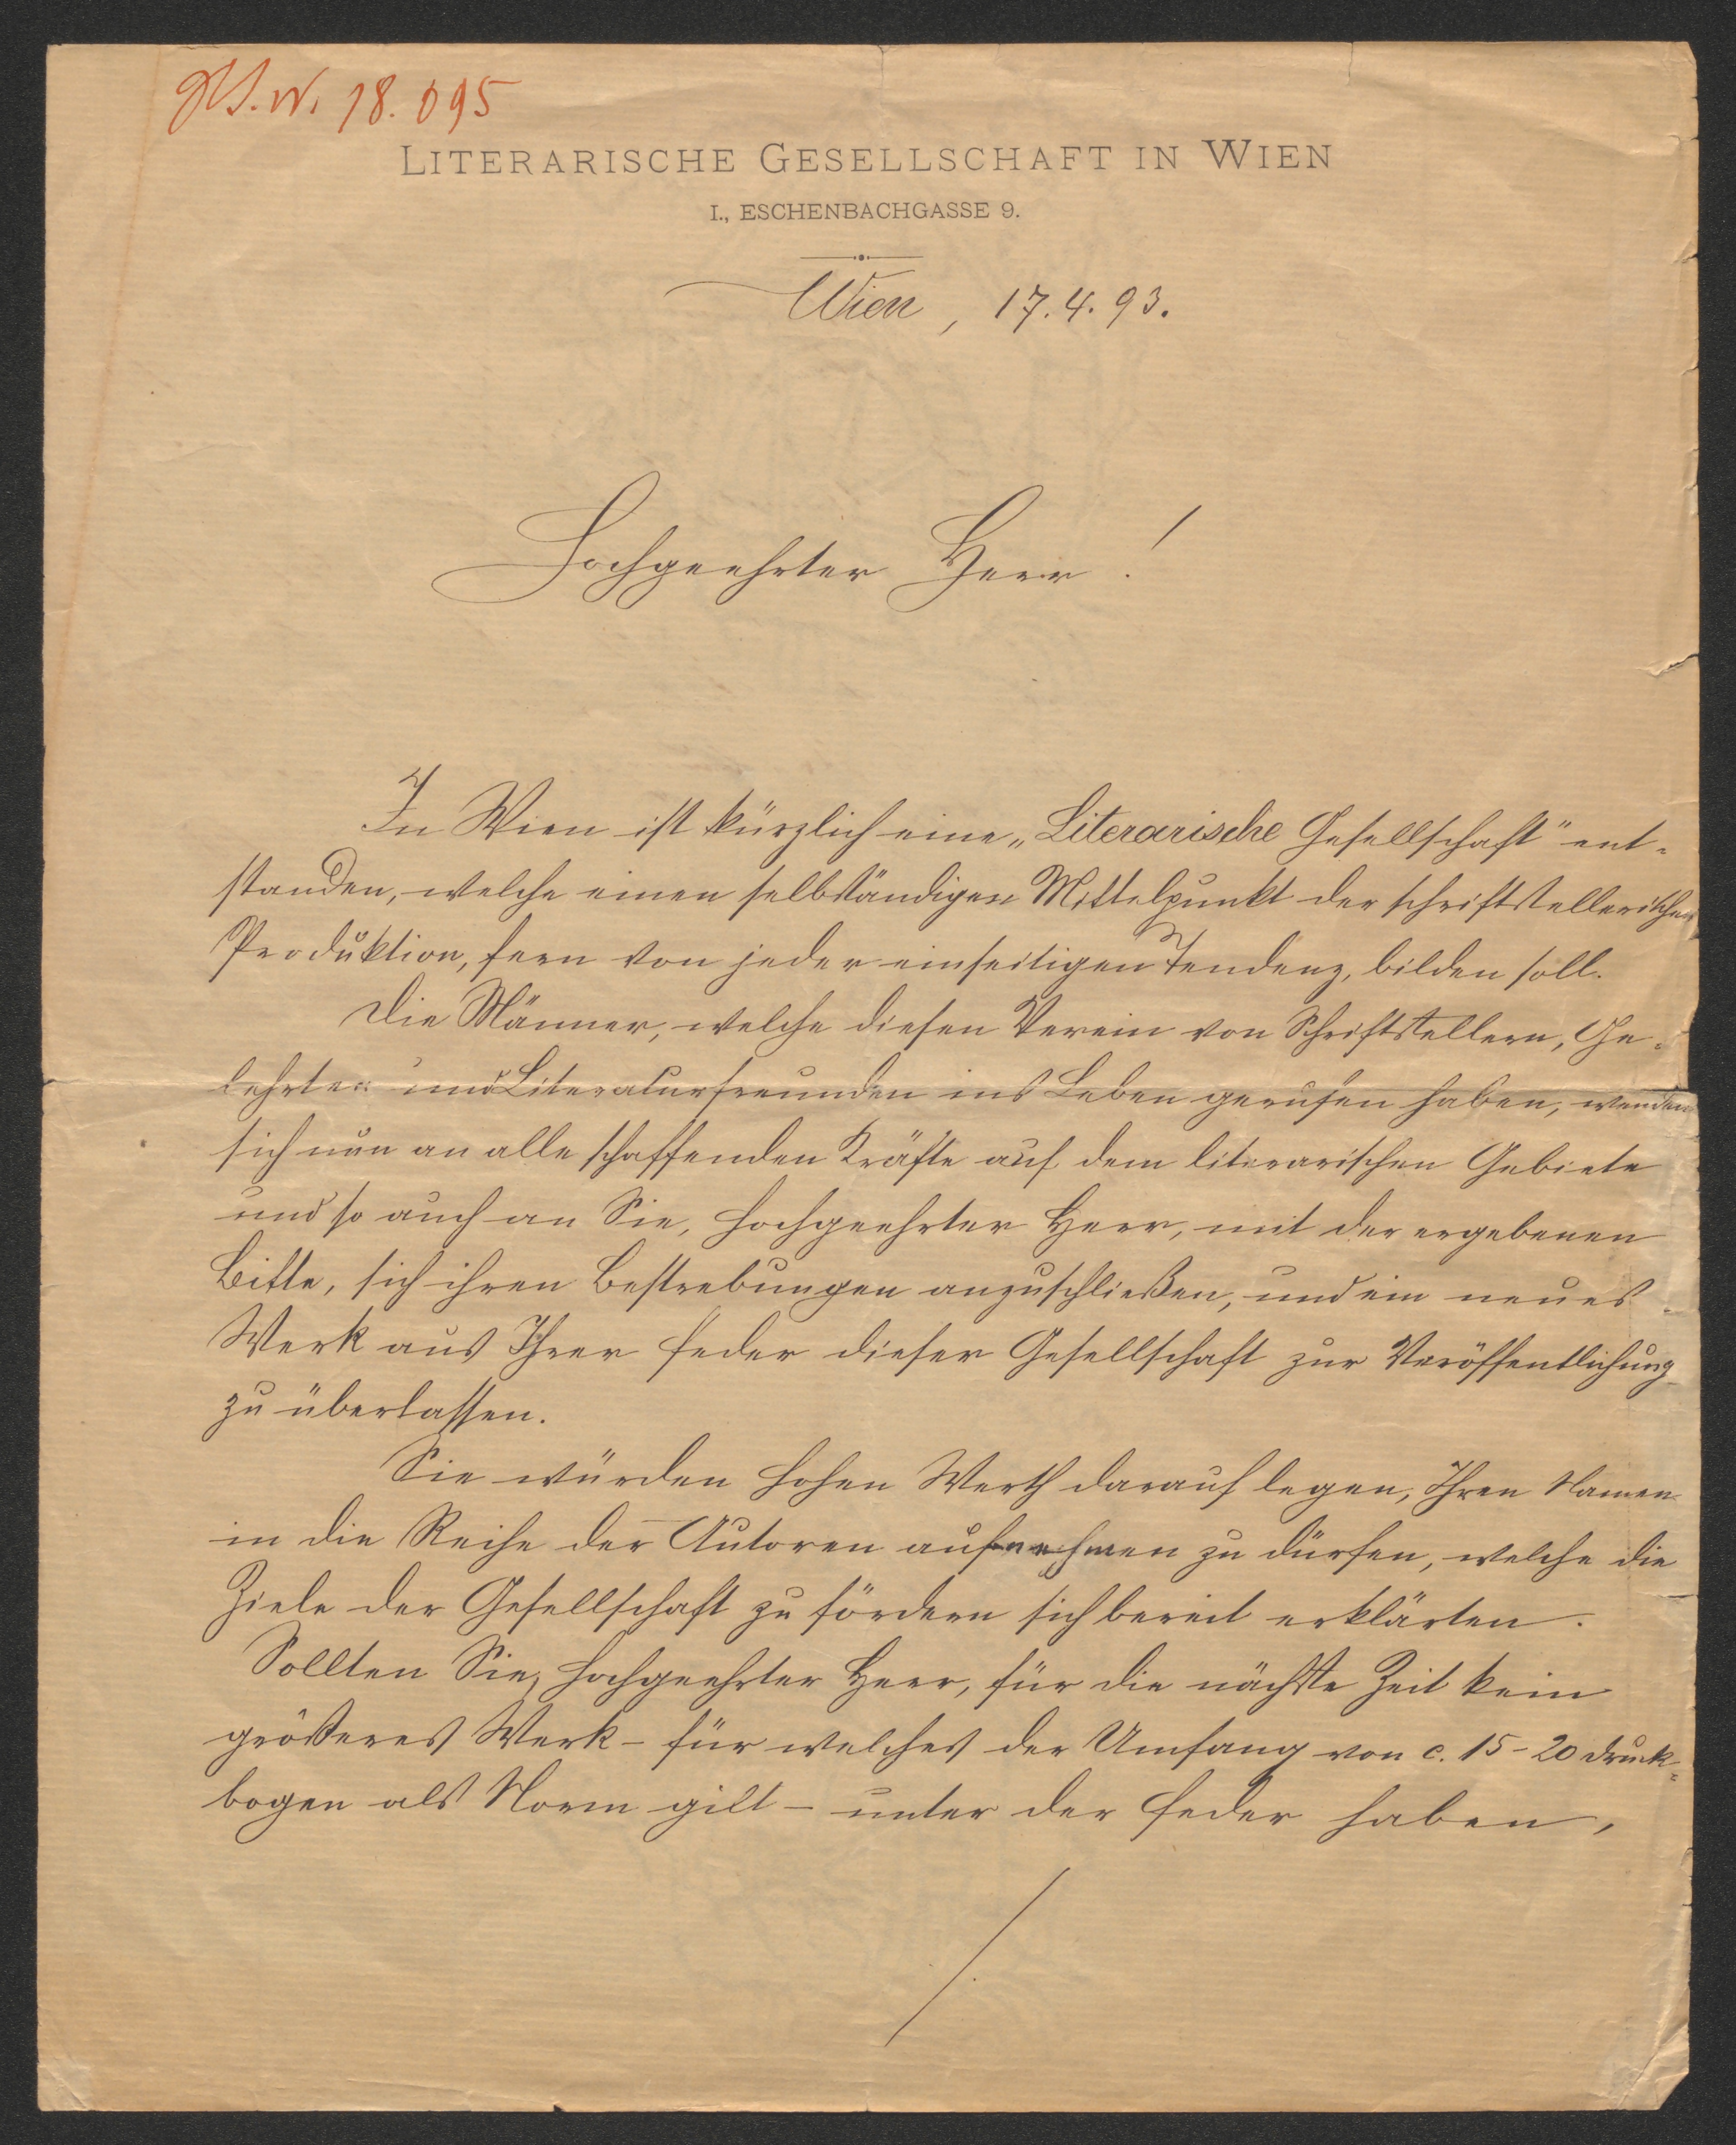 18.095
LITERARISCHE GESELLSCHAFT IN WIEN
I., ESCHENBACHGASSE 9.
Wien, 17.4.93.
Hochgeehrter Herr!
In Wien ist kürzlich eine „Literarische Gesellschaft" ent-
standen, welche einen selbständigen Mittelpunkt der schriftstellerischen
Produktion, fern von jeder einseitigen Tendenz, bilden soll.
Die Männer, welche diesen Verein von Schriftstellern, Ge-
lehrten und Literaturfreunden ins Leben gerufen haben, wenden
sich nun an alle schaffenden Kräfte auf dem literarischen Gebiete
und so auch an Sie, hochgeehrter Herr, mit der ergebenen
Bitte, sich ihren Bestrebungen anzuschließen, und ein neues
Werk aus Ihrer Feder dieser Gesellschaft zur Veröffentlichung
zu überlassen.
Sie würden hohen Werth darauf legen, Ihren Namen
in die Reihe der Autoren aufnehmen zu dürfen, welche die
Ziele der Gesellschaft zu fördern sich bereit erklärten.
Sollten Sie, hochgeehrter Herr, für die nächste Zeit kein
größeres Werk - für welches der Umfang von c. 15-20 Druck-
bogen als Norm gilt - unter der Feder haben,
./.